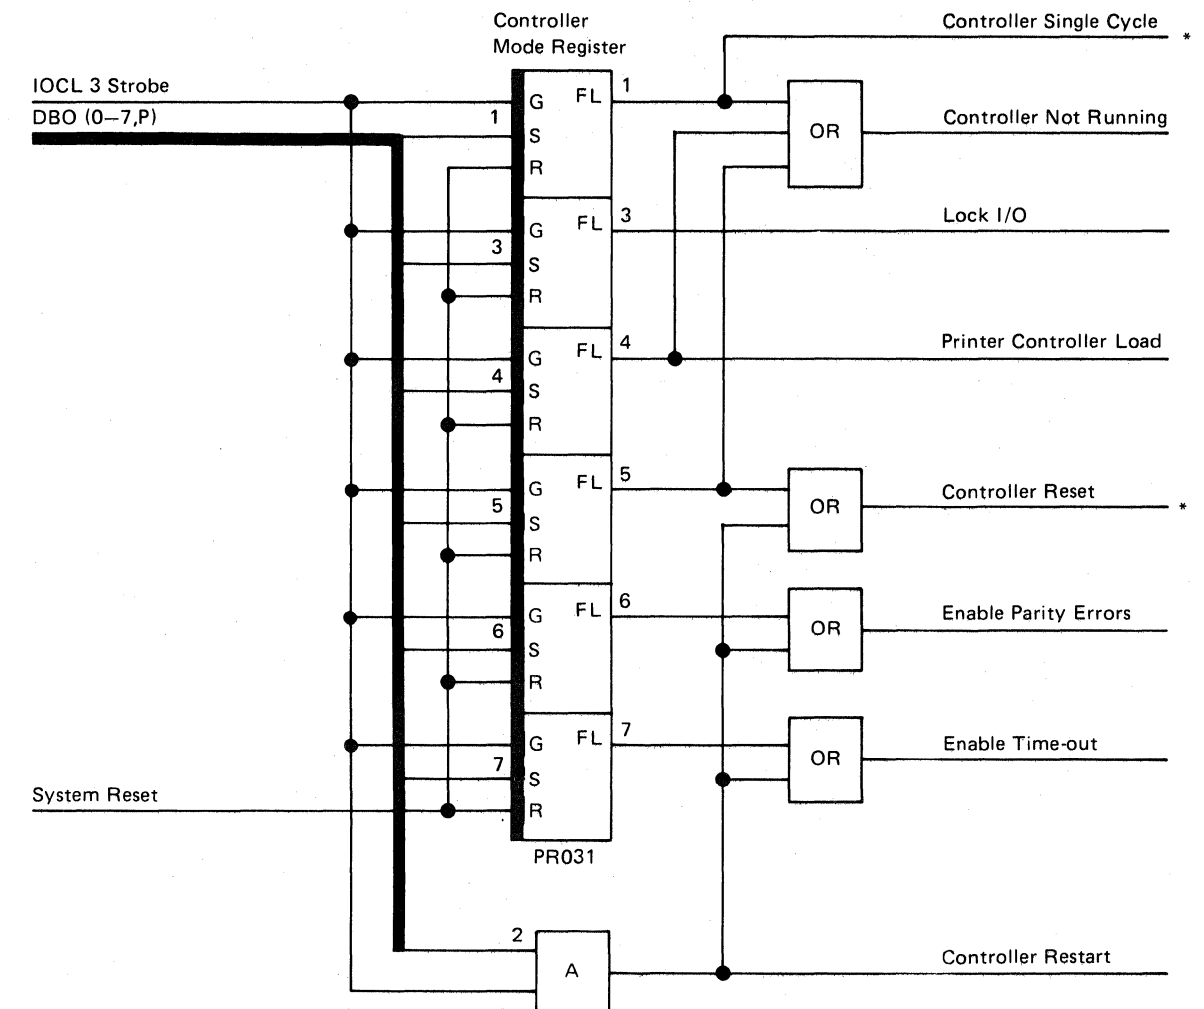 Controller
Mode Register
Controller Single Cycle
*
IOCL 3 Strobe
DBO (0–7,P)
1
G
FL
1
S
R
OR
Controller Not Running
3
G
FL
3
S
R
Lock I/O
4
G
FL
4
S
R
Printer Controller Load
5
G
FL
5
S
R
OR
Controller Reset
*
6
G
FL
6
S
R
OR
Enable Parity Errors
7
G
FL
7
S
R
OR
Enable Time-out
System Reset
PR031
2
A
Controller Restart